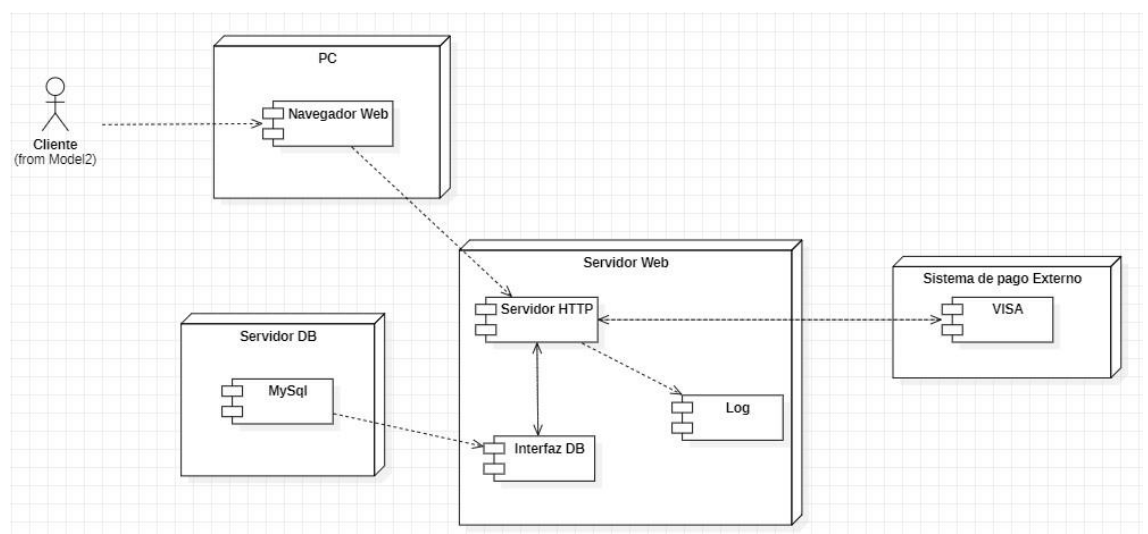 PC
Navegador Web
Cliente
(from Model2)
Servidor Web
Servidor HTTP
Log
Interfaz DB
Sistema de pago Externo
VISA
Servidor DB
MySql